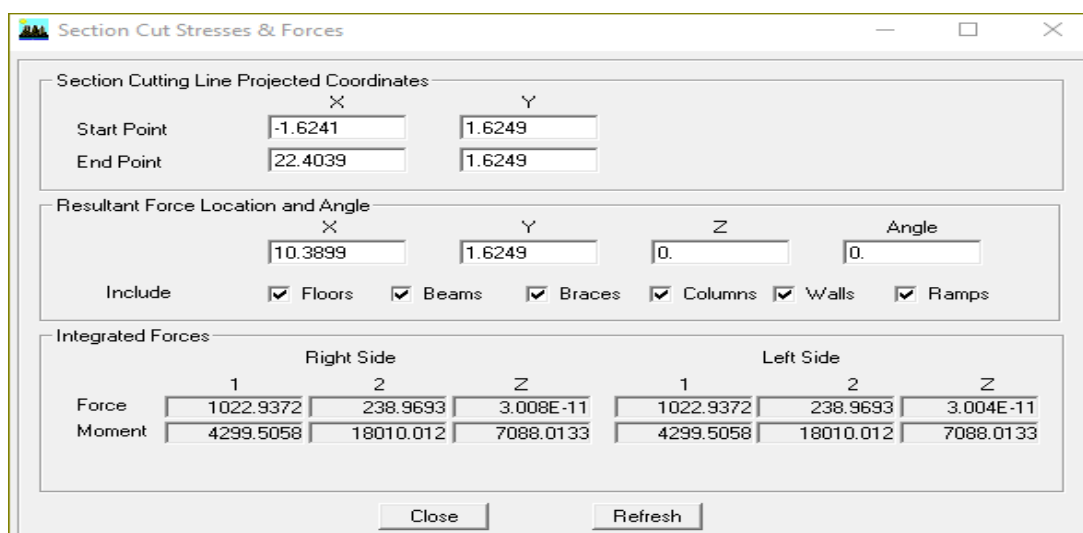 Section Cut Stresses & Forces
Section Cutting Line Projected Coordinates
X Y
Start Point -1.6241 1.6249
End Point 22.4039 1.6249
Resultant Force Location and Angle
X Y Z Angle
10.3899 1.6249 0. 0.
Include Floors Beams Braces Columns Walls Ramps
Integrated Forces
Right Side Left Side
1 2 Z 1 2 Z
Force 1022.9372 238.9693 3.008E-11 1022.9372 238.9693 3.004E-11
Moment 4299.5058 18010.012 7088.0133 4299.5058 18010.012 7088.0133
Close Refresh